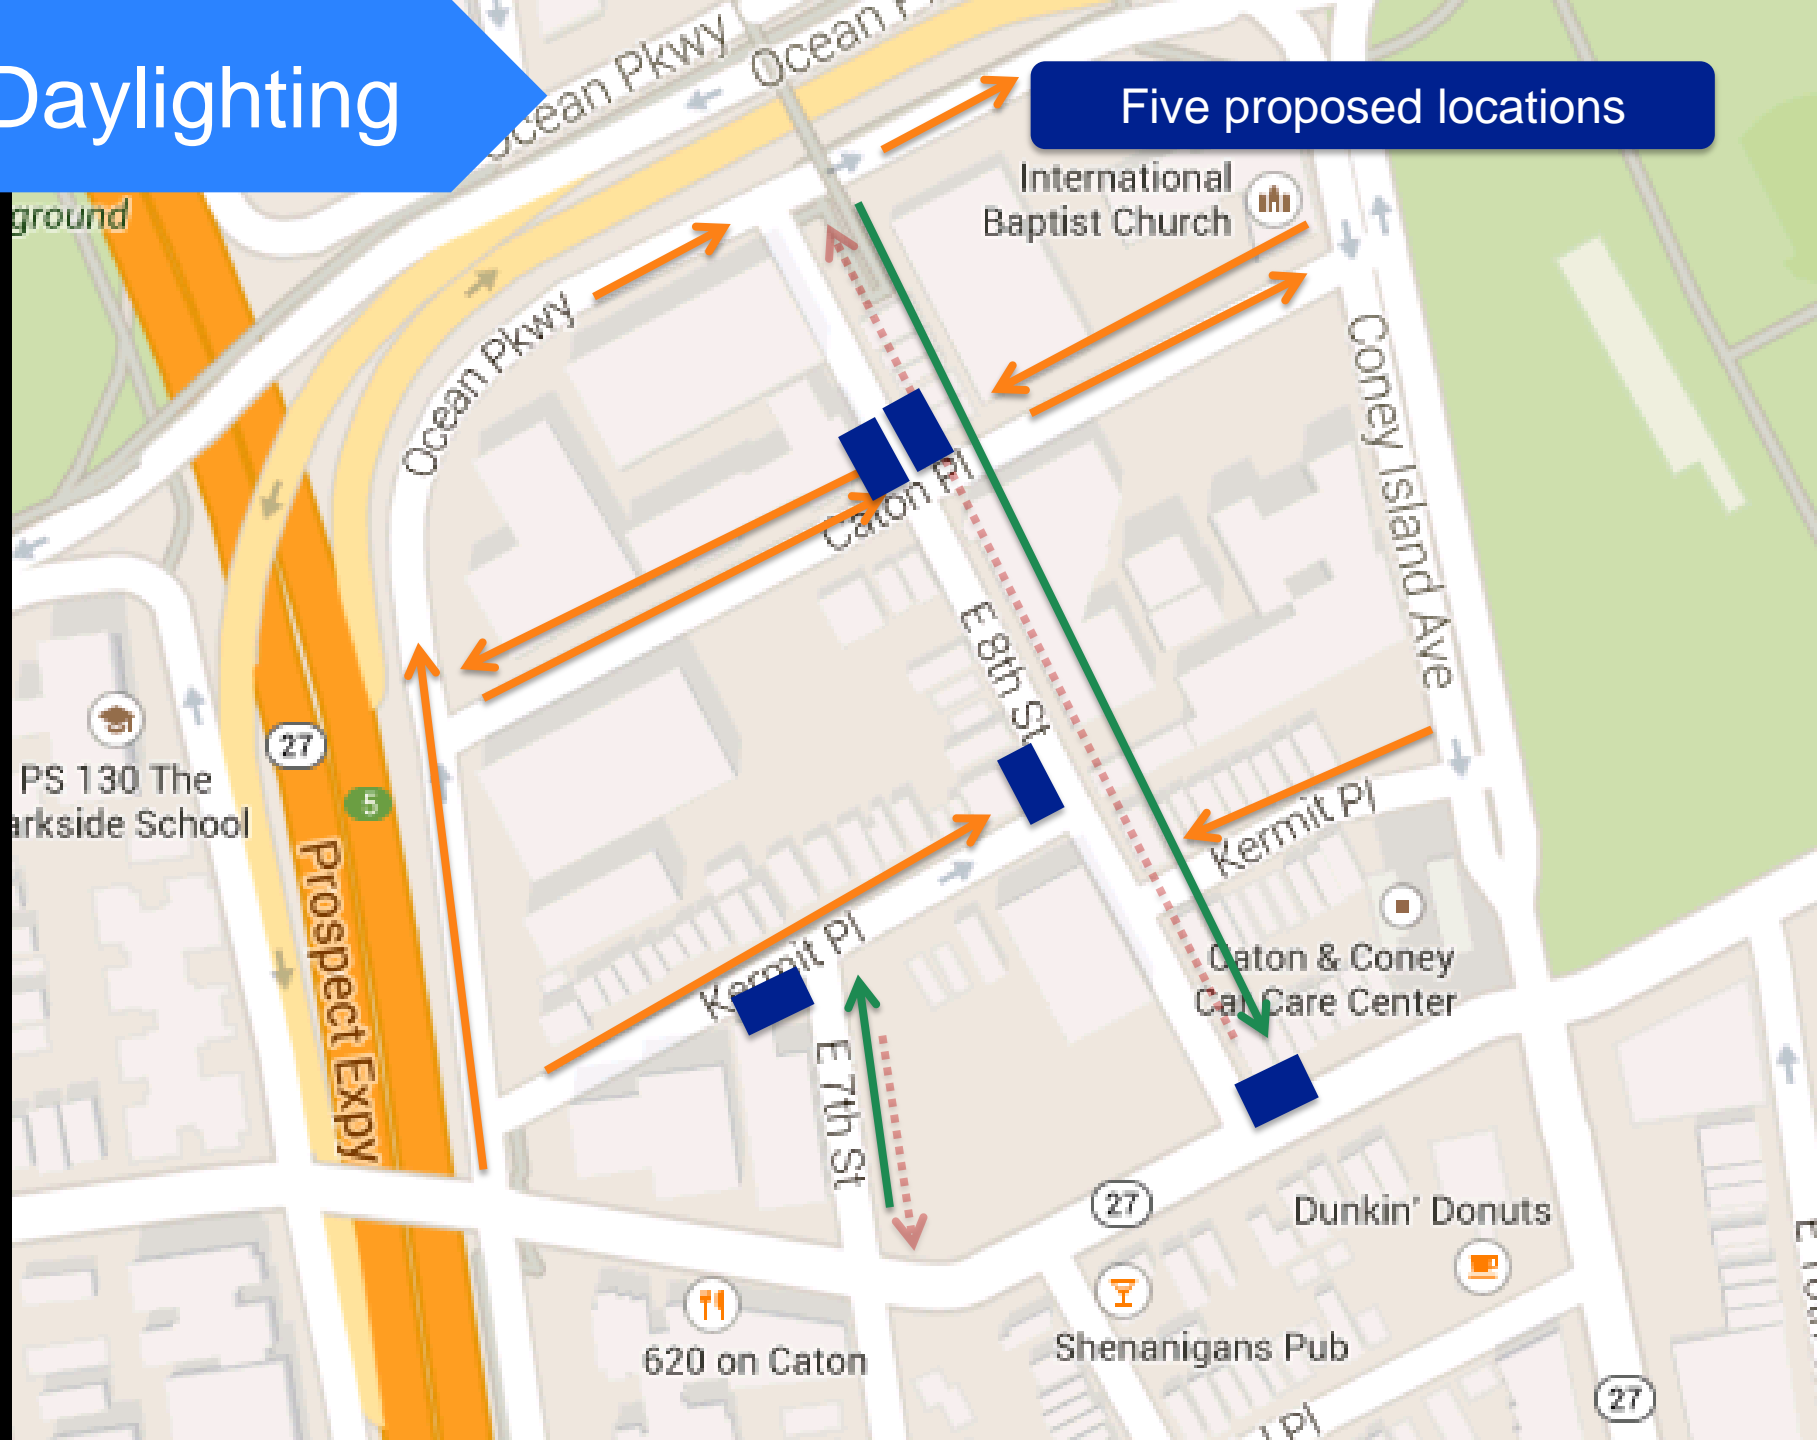 Daylighting
Five proposed locations
Ocean Pkwy
Ocean
International
Baptist Church
ground
Ocean Pkwy
Coney Island Ave
Caton Pl
E 8th St
27
PS 130 The
arkside School
5
Prospect Expy
Kermit Pl
Kermit Pl
Caton & Coney
Car Care Center
E 7th St
27
Dunkin' Donuts
620 on Caton
Shenanigans Pub
27
Pl